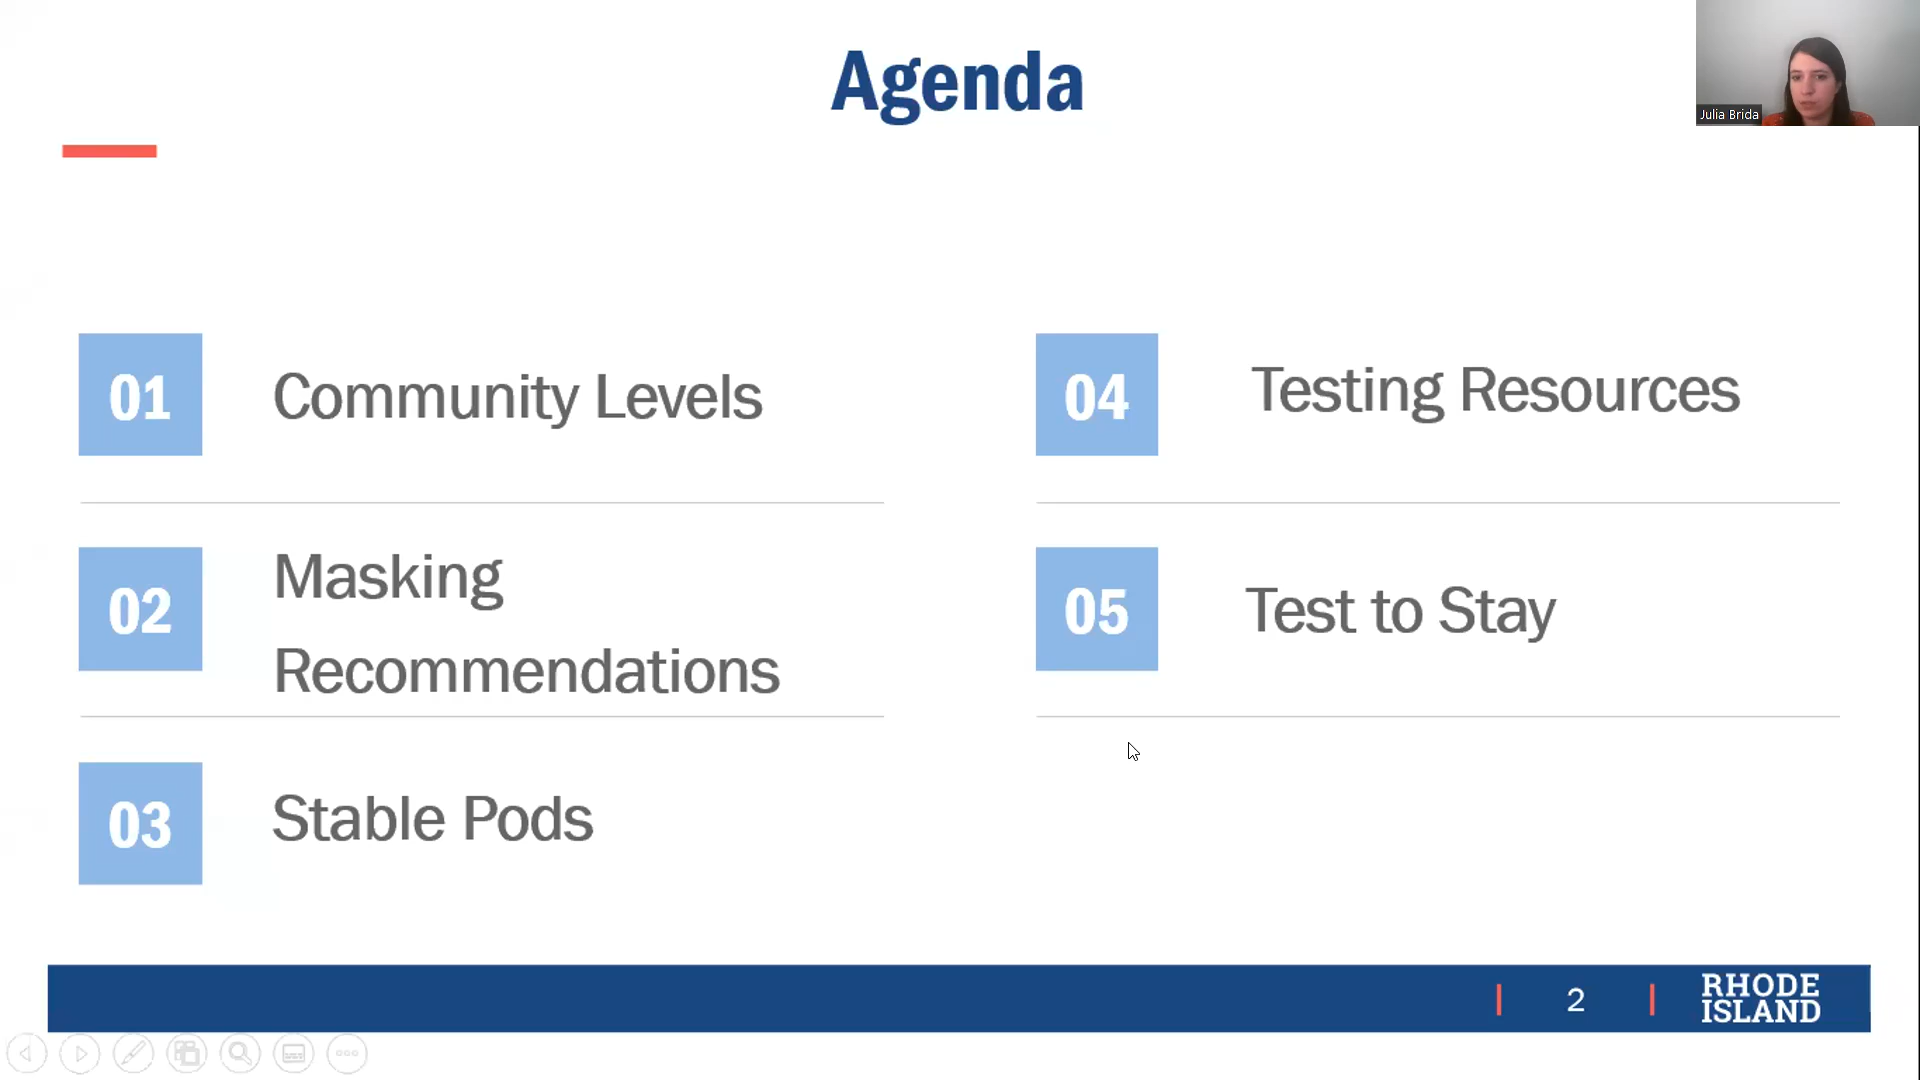 Agenda
Julia Brida
01
Community Levels
02
Masking
Recommendations
03
Stable Pods
04
Testing Resources
05
Test to Stay
2
RHODE
ISLAND